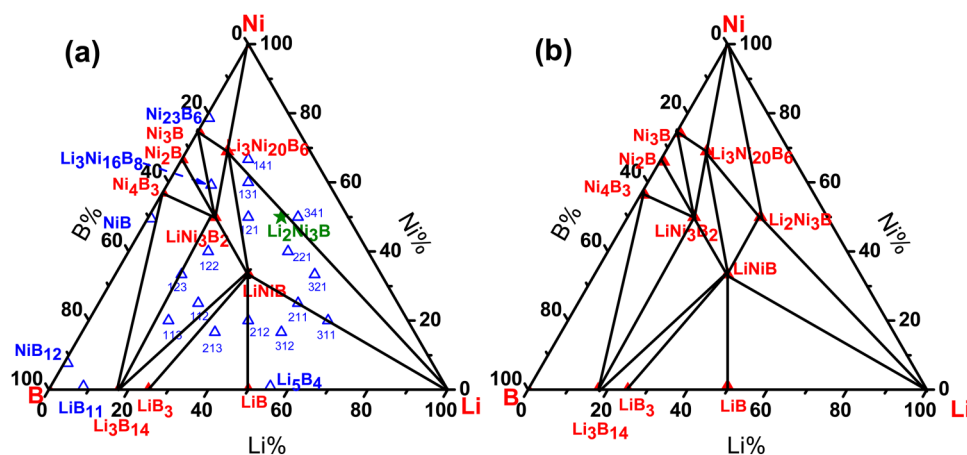 (a)
Ni
0
100
20
80
Ni₂₃B₆
Ni₃B
Li₃Ni₂₀B₆
Ni₂B
141
Li₃Ni₁₆B₈
40
60
131
Ni₄B₃
B%
Ni%
NiB
121
341
Li₂Ni₃B
LiNi₃B₂
60
40
122
221
123
LiNiB
321
80
20
112
211
113
213
212
312
311
NiB₁₂
100
B
0
LiB₁₁
Li₃B₁₄
20
LiB₃
40
LiB
60
Li₅B₄
80
100
0
Li
Li%
(b)
Ni
0
100
20
80
Ni₃B
Li₃Ni₂₀B₆
Ni₂B
40
60
Ni₄B₃
B%
Ni%
LiNi₃B₂
Li₂Ni₃B
60
40
LiNiB
80
20
100
B
0
Li₃B₁₄
20
LiB₃
40
LiB
60
80
100
0
Li
Li%